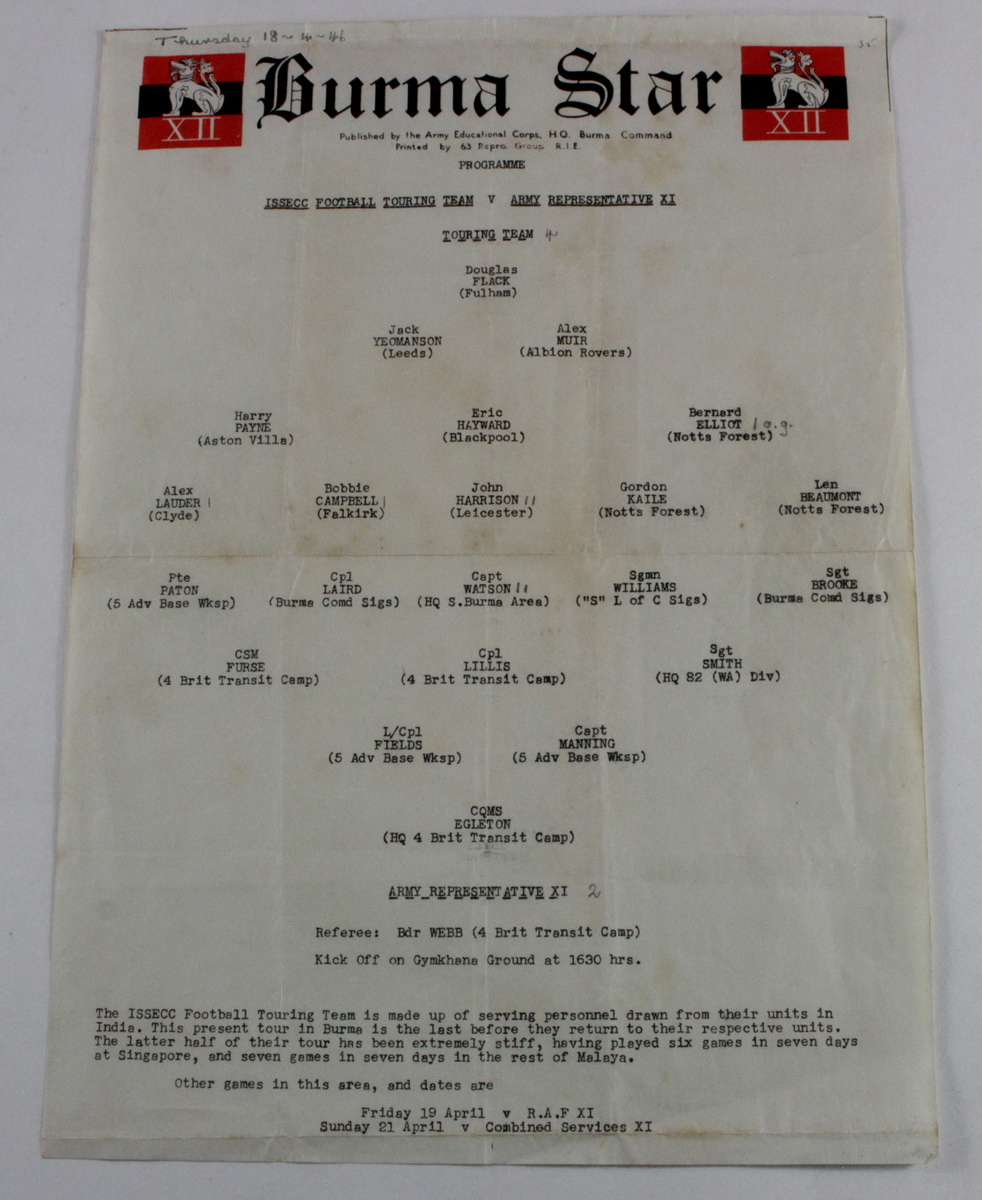 Thursday 18-4-46
35
XII Burma Star XII
Published by the Army Educational Corps, H.Q. Burma Command
Printed by 63 Repro. Group R.I.E.
PROGRAMME
ISSECC FOOTBALL TOURING TEAM V ARMY REPRESENTATIVE XI
TOURING TEAM 4
Douglas
FLACK
(Fulham)
Jack Alex
YEOMANSON MUIR
(Leeds) (Albion Rovers)
Harry Eric Bernard
PAYNE HAYWARD ELLIOT / o.g.
(Aston Villa) (Blackpool) (Notts Forest)
Alex Bobbie John Gordon Len
LAUDER | CAMPBELL | HARRISON || KAILE BEAUMONT
(Clyde) (Falkirk) (Leicester) (Notts Forest) (Notts Forest)
Pte Cpl Capt Sgmn Sgt
PATON LAIRD WATSON || WILLIAMS BROOKE
(5 Adv Base Wksp) (Burma Comd Sigs) (HQ S.Burma Area) ("S" L of C Sigs) (Burma Comd Sigs)
CSM Cpl Sgt
FURSE LILLIS SMITH
(4 Brit Transit Camp) (4 Brit Transit Camp) (HQ 82 (WA) Div)
L/Cpl Capt
FIELDS MANNING
(5 Adv Base Wksp) (5 Adv Base Wksp)
CQMS
EGLETON
(HQ 4 Brit Transit Camp)
ARMY REPRESENTATIVE XI 2
Referee: Bdr WEBB (4 Brit Transit Camp)
Kick Off on Gymkhana Ground at 1630 hrs.
The ISSECC Football Touring Team is made up of serving personnel drawn from their units in
India. This present tour in Burma is the last before they return to their respective units.
The latter half of their tour has been extremely stiff, having played six games in seven days
at Singapore, and seven games in seven days in the rest of Malaya.
Other games in this area, and dates are
Friday 19 April v R.A.F XI
Sunday 21 April v Combined Services XI